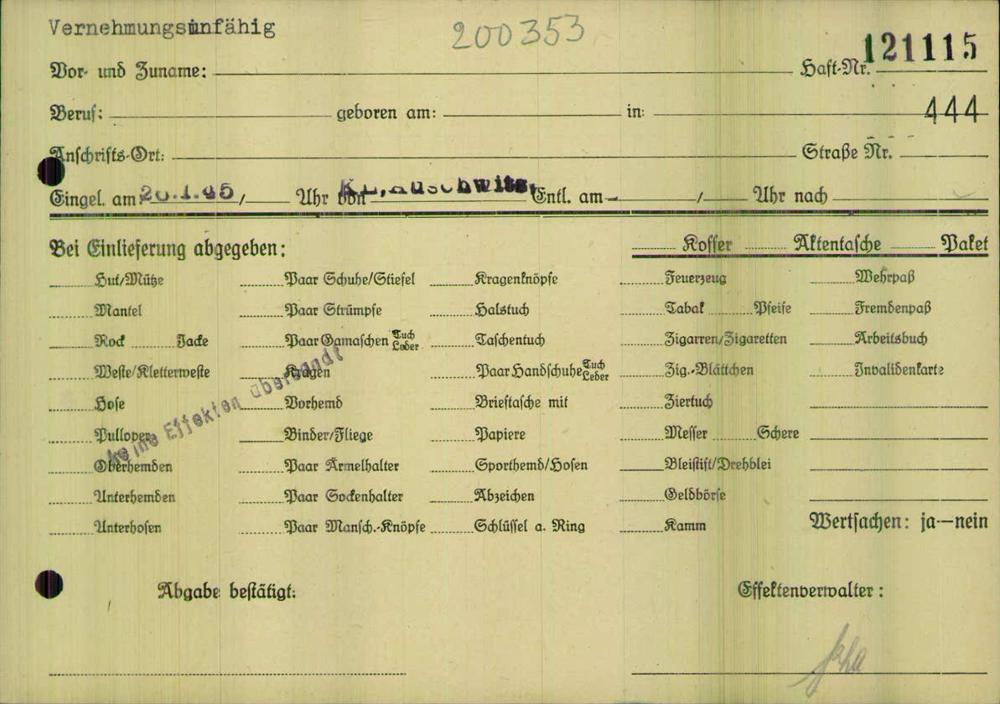 Vernehmungsunfähig
200353
Vor- und Zuname: Haft-Nr. 121115
Beruf: geboren am: in: 444
Anschrifts-Ort: Straße Nr.
Eingel. am / Uhr von KL. Auschwitz, Entl. am - / Uhr nach
Bei Einlieferung abgegeben: Koffer Aktentasche Paket
Hut/Mütze Paar Schuhe/Stiefel Kragenknöpfe Feuerzeug Wehrpaß
Mantel Paar Strümpfe Halstuch Tabak Pfeife Fremdenpaß
Rock Jacke Paar Gamaschen Tuch Leder Taschentuch Zigarren/Zigaretten Arbeitsbuch
Weste/Kletterweste Kragen Paar Handschuhe Tuch Leder Zig.-Blättchen Invalidenkarte
Hose Vorhemd Brieftasche mit Ziertuch
Pullover Binder/Fliege Papiere Messer Schere
Oberhemden Paar Ärmelhalter Sporthemd/Hosen Bleistift/Drehblei
Unterhemden Paar Sockenhalter Abzeichen Geldbörse
Unterhosen Paar Mansch.-Knöpfe Schlüssel a. Ring Kamm Wertsachen: ja—nein
keine Effekten übersandt
Abgabe bestätigt: Effektenverwalter: